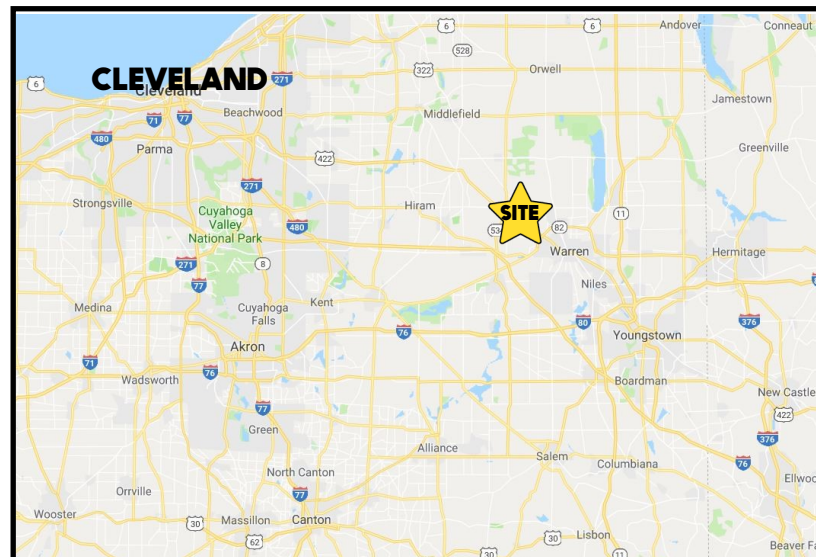 6
6
Andover
Conneaut
528
322
Orwell
CLEVELAND
Cleveland
271
6
Beachwood
Jamestown
71
77
Middlefield
480
Parma
422
Greenville
271
Strongsville
Cuyahoga
Valley
National Park
Hiram
SITE
11
480
534
82
Warren
Hermitage
271
8
77
Niles
Medina
Cuyahoga
Falls
Kent
80
376
76
Youngstown
Akron
71
76
Boardman
Wadsworth
New Castle
77
422
Green
376
Alliance
Salem
Columbiana
76
North Canton
Ellwo
Orrville
77
Wooster
30
Massillon
Canton
62
30
30
Lisbon
11
Beaver Fa